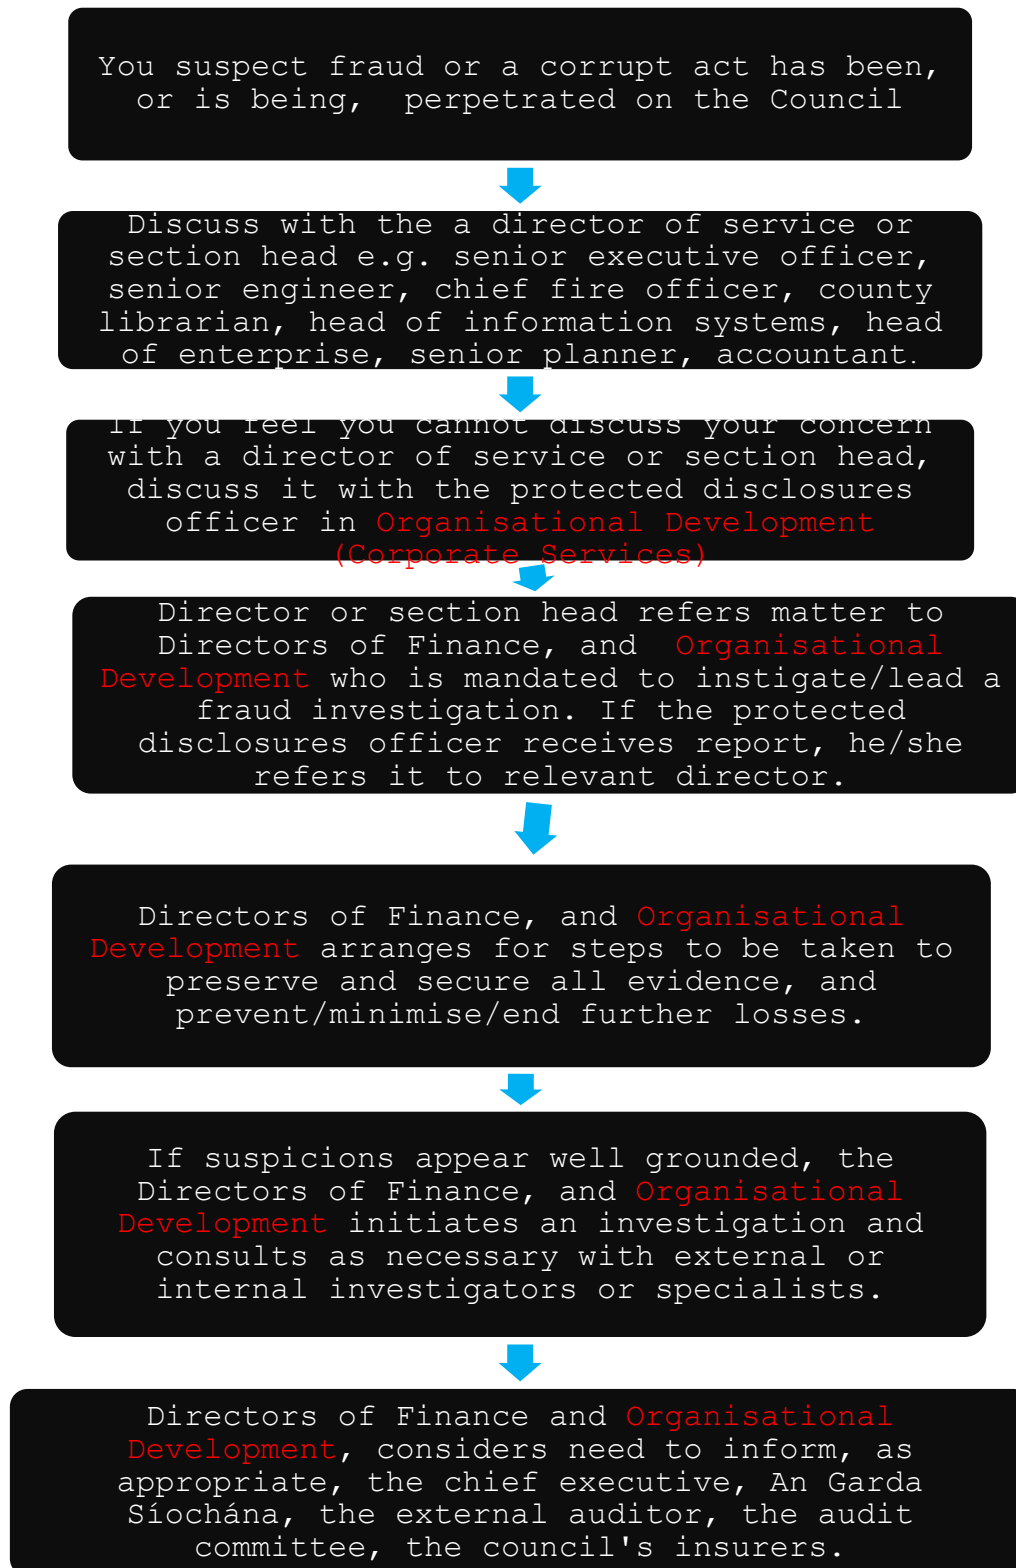 You suspect fraud or a corrupt act has been,
or is being, perpetrated on the Council
Discuss with the a director of service or
section head e.g. senior executive officer,
senior engineer, chief fire officer, county
librarian, head of information systems, head
of enterprise, senior planner, accountant.
If you feel you cannot discuss your concern
with a director of service or section head,
discuss it with the protected disclosures
officer in Organisational Development
(Corporate Services)
Director or section head refers matter to
Directors of Finance, and Organisational
Development who is mandated to instigate/lead a
fraud investigation. If the protected
disclosures officer receives report, he/she
refers it to relevant director.
Directors of Finance, and Organisational
Development arranges for steps to be taken to
preserve and secure all evidence, and
prevent/minimise/end further losses.
If suspicions appear well grounded, the
Directors of Finance, and Organisational
Development initiates an investigation and
consults as necessary with external or
internal investigators or specialists.
Directors of Finance and Organisational
Development, considers need to inform, as
appropriate, the chief executive, An Garda
Síochána, the external auditor, the audit
committee, the council's insurers.